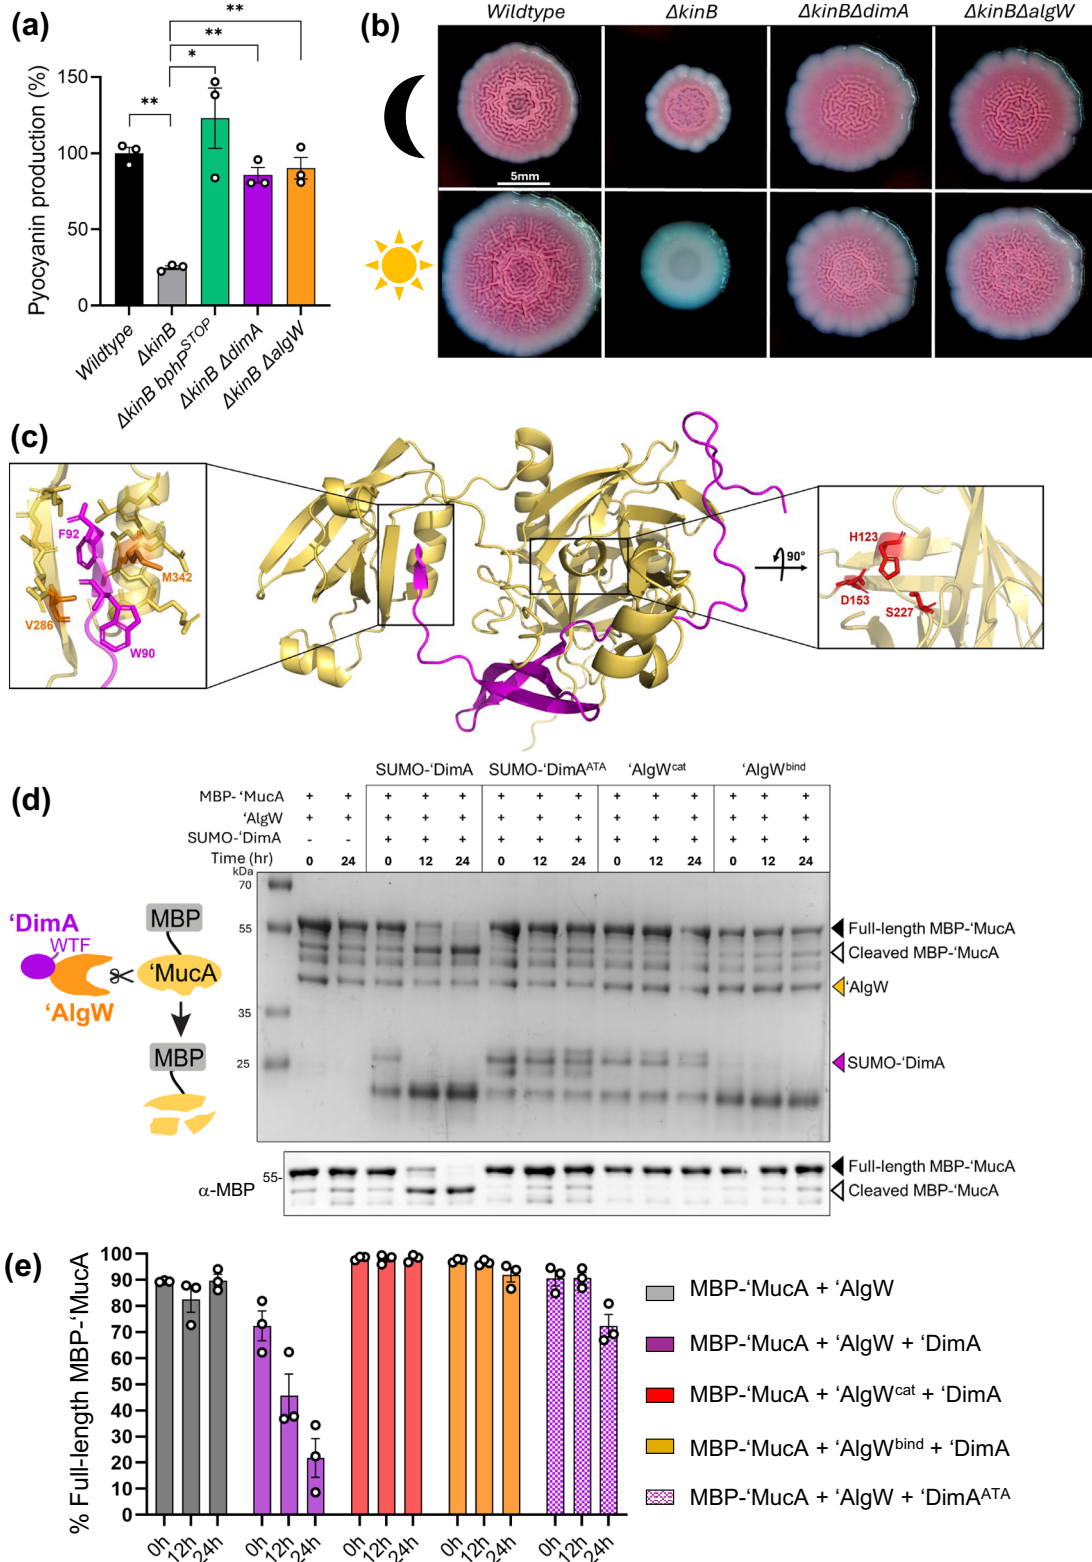 (a)
Pyocyanin production (%)
150
100
50
0
**
*
**
**
Wildtype
ΔkinB
ΔkinB bphP^STOP
ΔkinB ΔdimA
ΔkinB ΔalgW
(b)
Wildtype ΔkinB ΔkinBΔdimA ΔkinBΔalgW
5mm
(c)
F92
M342
V286
W90
90°
H123
D153
S227
(d)
SUMO-‘DimA SUMO-‘DimA^ATA ‘AlgW^cat ‘AlgW^bind
MBP-‘MucA + + + + + + + + + + + + + +
‘AlgW + + + + + + + + + + + + + +
SUMO-‘DimA - - + + + + + + + + + + + +
Time (hr) 0 24 0 12 24 0 12 24 0 12 24 0 12 24
kDa
70
55
35
25
Full-length MBP-‘MucA
Cleaved MBP-‘MucA
‘AlgW
SUMO-‘DimA
‘DimA
WTF
‘AlgW
MBP
‘MucA
MBP
α-MBP
55-
Full-length MBP-‘MucA
Cleaved MBP-‘MucA
(e)
% Full-length MBP-‘MucA
100
90
80
70
60
50
40
30
20
10
0
0h 12h 24h 0h 12h 24h 0h 12h 24h 0h 12h 24h 0h 12h 24h
MBP-‘MucA + ‘AlgW
MBP-‘MucA + ‘AlgW + ‘DimA
MBP-‘MucA + ‘AlgW^cat + ‘DimA
MBP-‘MucA + ‘AlgW^bind + ‘DimA
MBP-‘MucA + ‘AlgW + ‘DimA^ATA